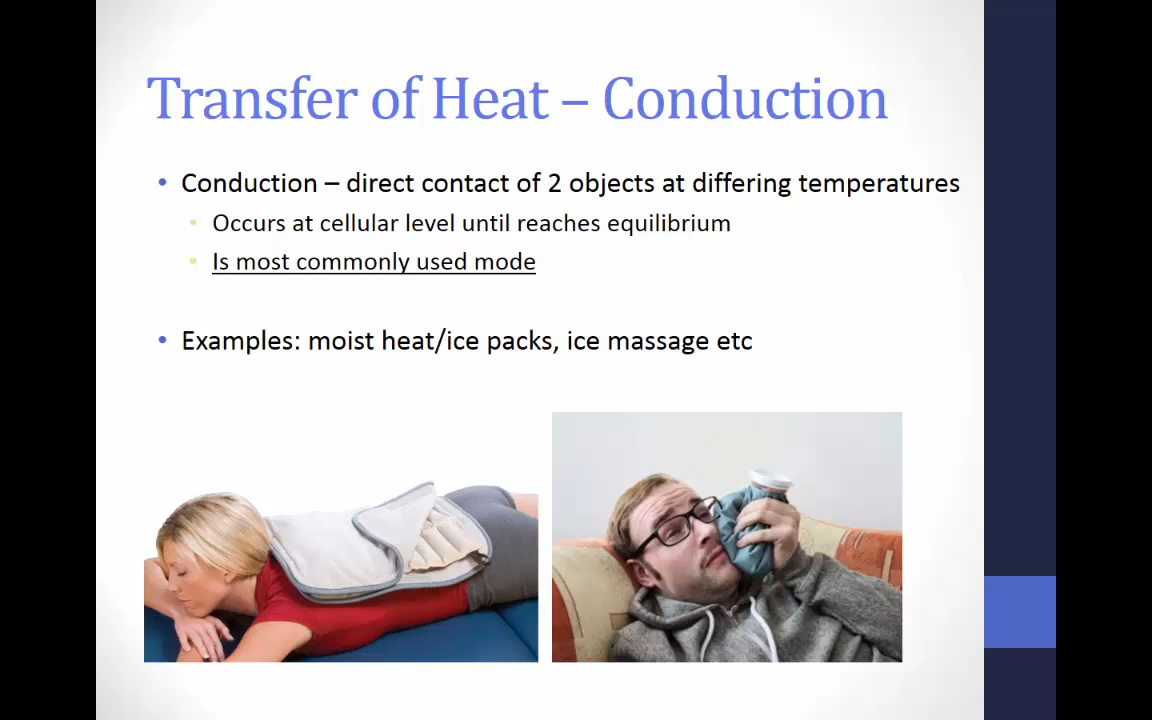 Transfer of Heat – Conduction
• Conduction – direct contact of 2 objects at differing temperatures
• Occurs at cellular level until reaches equilibrium
• Is most commonly used mode
• Examples: moist heat/ice packs, ice massage etc